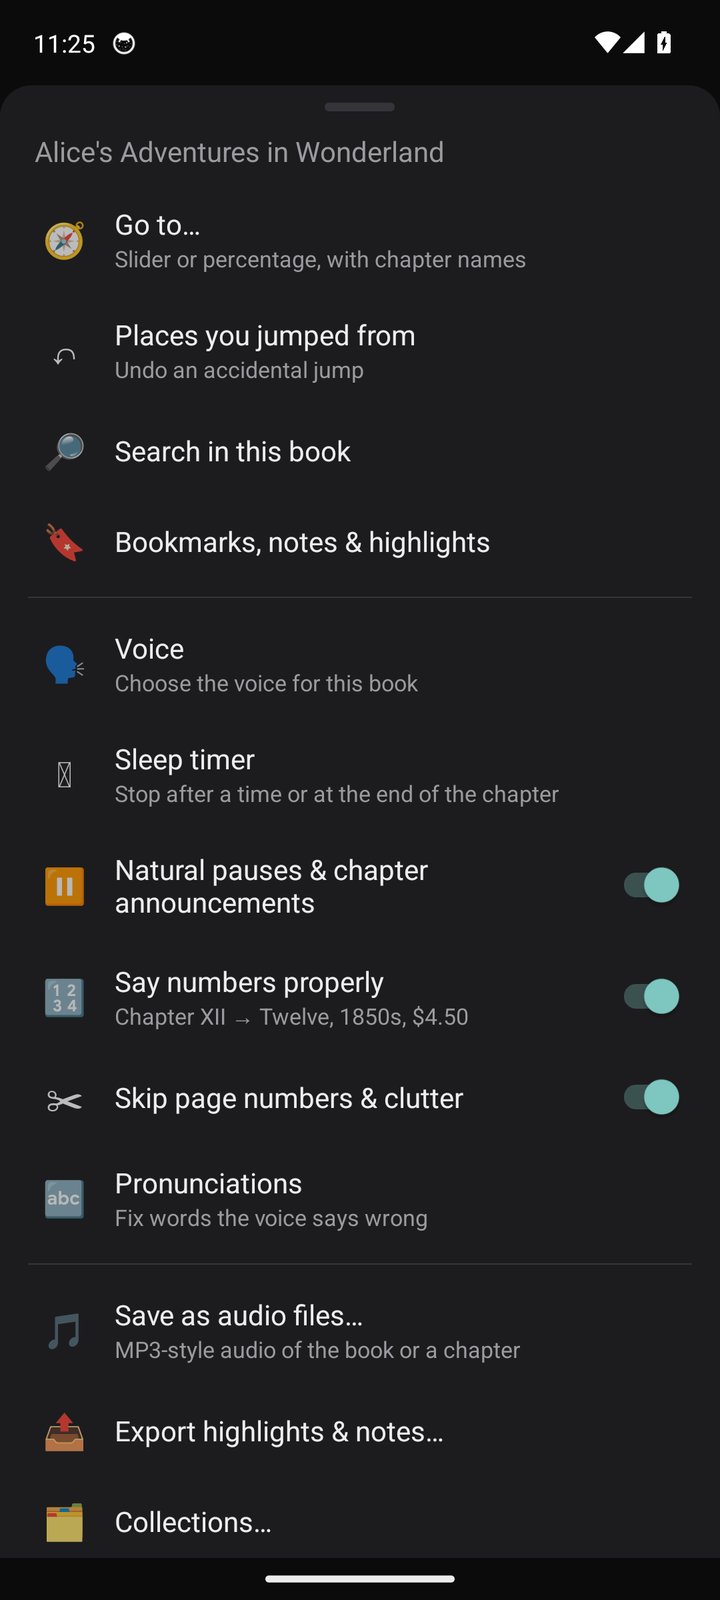 11:25
Alice's Adventures in Wonderland
Go to…
Slider or percentage, with chapter names
Places you jumped from
Undo an accidental jump
Search in this book
Bookmarks, notes & highlights
Voice
Choose the voice for this book
Sleep timer
Stop after a time or at the end of the chapter
Natural pauses & chapter
announcements
Say numbers properly
Chapter XII → Twelve, 1850s, $4.50
Skip page numbers & clutter
Pronunciations
Fix words the voice says wrong
Save as audio files…
MP3-style audio of the book or a chapter
Export highlights & notes…
Collections…